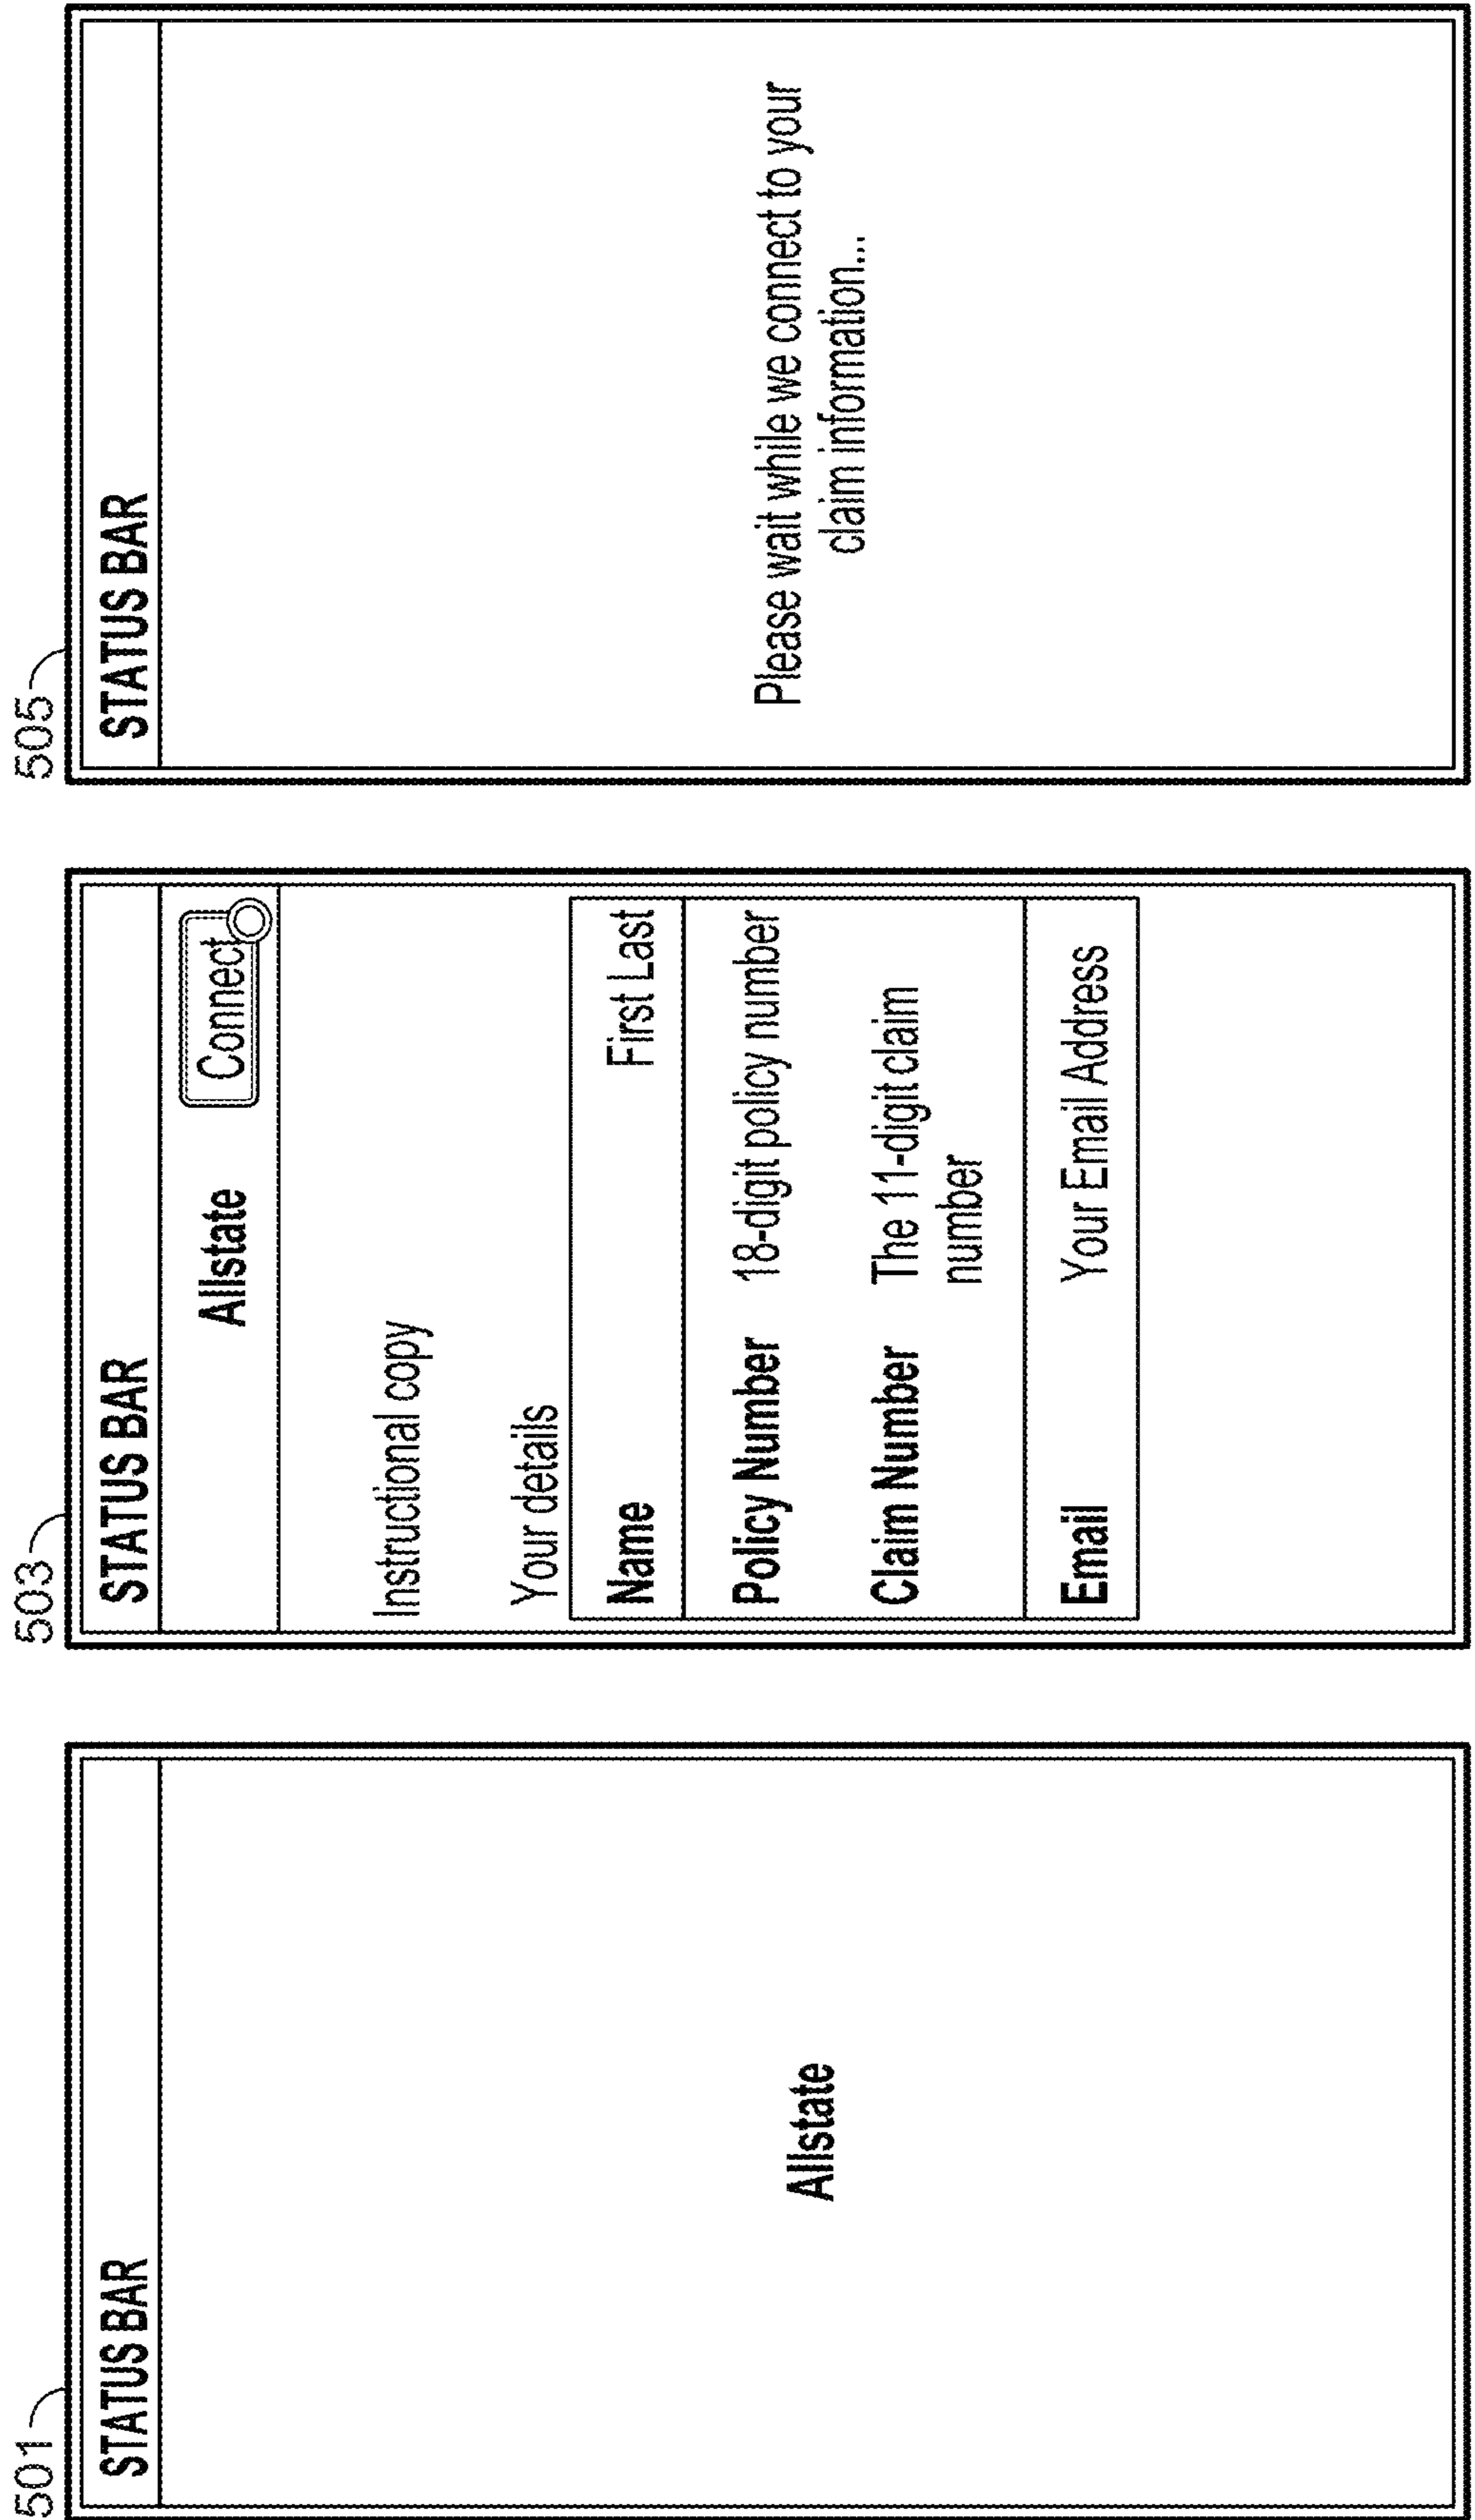 501
STATUS BAR
Allstate
503
STATUS BAR
Allstate
Connect
Instructional copy
Your details
Name First Last
Policy Number 18-digit policy number
Claim Number The 11-digit claim
number
Email Your Email Address
505
STATUS BAR
Please wait while we connect to your
claim information...